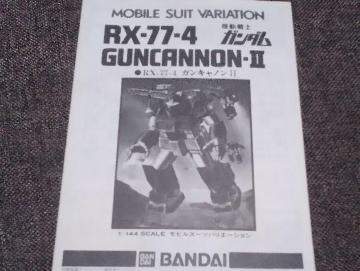 MOBILE SUIT VARIATION
RX-77-4
機動戦士
ガンダム
GUNCANNON-II
●RX-77-4 ガンキャノンII
1/144 SCALE モビルスーツバリエーション
BAN
DAI
BANDAI